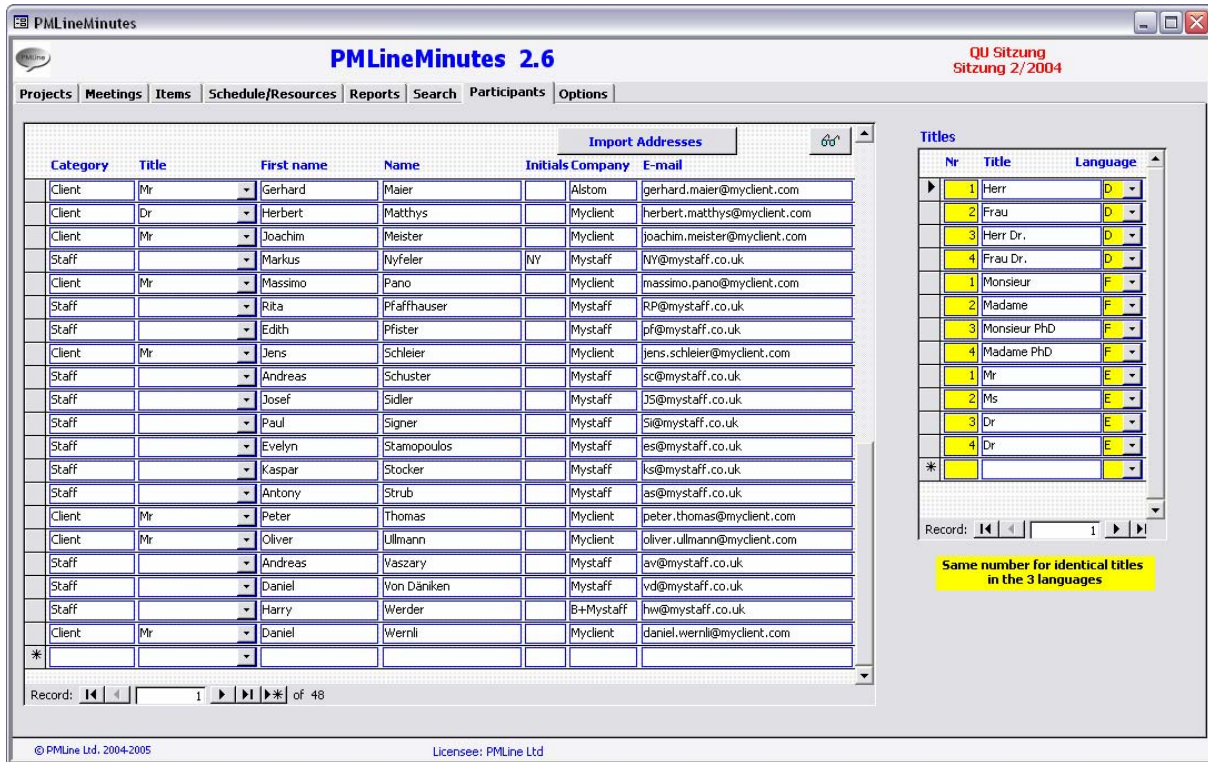 PMLineMinutes
PMLine
PMLineMinutes 2.6
QU Sitzung
Sitzung 2/2004
Projects Meetings Items Schedule/Resources Reports Search Participants Options
Import Addresses
Category Title First name Name Initials Company E-mail
Client Mr Gerhard Maier Alstom gerhard.maier@myclient.com
Client Dr Herbert Matthys Myclient herbert.matthys@myclient.com
Client Mr Joachim Meister Myclient joachim.meister@myclient.com
Staff Markus Nyfeler NY Mystaff NY@mystaff.co.uk
Client Mr Massimo Pano Myclient massimo.pano@myclient.com
Staff Rita Pfaffhauser Mystaff RP@mystaff.co.uk
Staff Edith Pfister Mystaff pf@mystaff.co.uk
Client Mr Jens Schleier Myclient jens.schleier@myclient.com
Staff Andreas Schuster Mystaff sc@mystaff.co.uk
Staff Josef Sidler Mystaff JS@mystaff.co.uk
Staff Paul Signer Mystaff Si@mystaff.co.uk
Staff Evelyn Stamopoulos Mystaff es@mystaff.co.uk
Staff Kaspar Stocker Mystaff ks@mystaff.co.uk
Staff Antony Strub Mystaff as@mystaff.co.uk
Client Mr Peter Thomas Myclient peter.thomas@myclient.com
Client Mr Oliver Ullmann Myclient oliver.ullmann@myclient.com
Staff Andreas Vaszary Mystaff av@mystaff.co.uk
Staff Daniel Von Däniken Mystaff vd@mystaff.co.uk
Staff Harry Werder B+Mystaff hw@mystaff.co.uk
Client Mr Daniel Wernli Myclient daniel.wernli@myclient.com
Record: 1 of 48
Titles
Nr Title Language
1 Herr D
2 Frau D
3 Herr Dr. D
4 Frau Dr. D
1 Monsieur F
2 Madame F
3 Monsieur PhD F
4 Madame PhD F
1 Mr E
2 Ms E
3 Dr E
4 Dr E
Record: 1
Same number for identical titles
in the 3 languages
© PMLine Ltd. 2004-2005
Licensee: PMLine Ltd